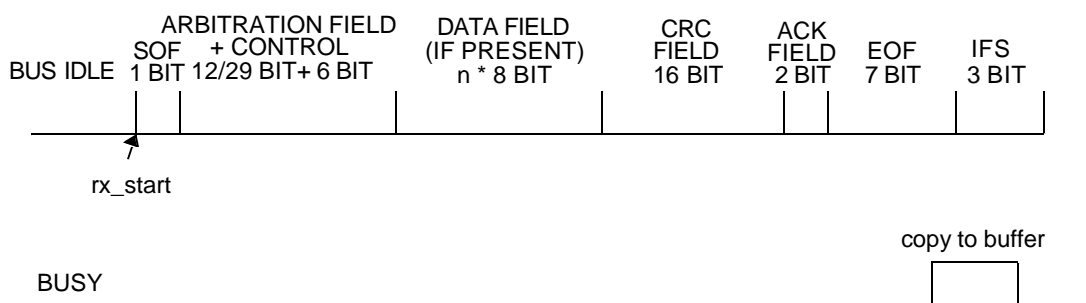 BUS IDLE
SOF
1 BIT
ARBITRATION FIELD
+ CONTROL
12/29 BIT+ 6 BIT
DATA FIELD
(IF PRESENT)
n * 8 BIT
CRC
FIELD
16 BIT
ACK
FIELD
2 BIT
EOF
7 BIT
IFS
3 BIT
rx_start
copy to buffer
BUSY